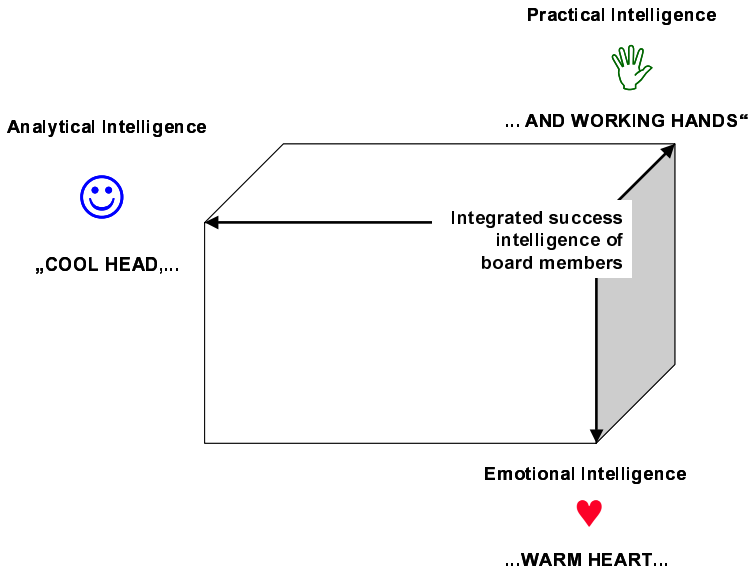 Practical Intelligence
... AND WORKING HANDS“
Analytical Intelligence
„COOL HEAD,...
Integrated success
intelligence of
board members
Emotional Intelligence
...WARM HEART...